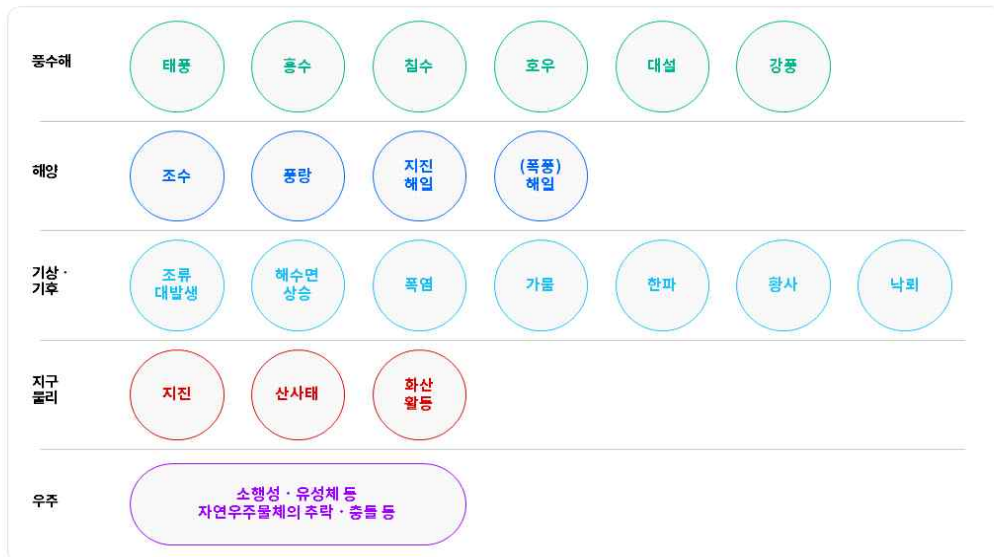 풍수해
태풍
홍수
침수
호우
대설
강풍
해양
조수
풍랑
지진
해일
(폭풍)
해일
기상 ·
기후
조류
대발생
해수면
상승
폭염
가뭄
한파
황사
낙뢰
지구
물리
지진
산사태
화산
활동
우주
소행성 · 유성체 등
자연우주물체의 추락 · 충돌 등